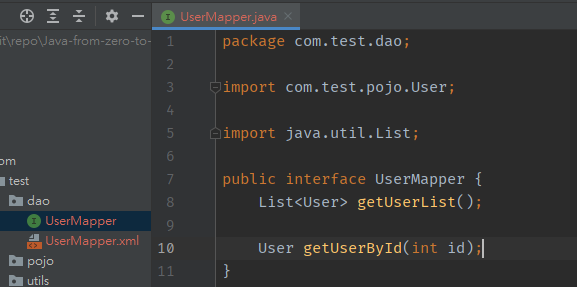 UserMapper.java
it\repo\Java-from-zero-to-
om
test
dao
UserMapper
UserMapper.xml
pojo
utils
1 package com.test.dao;
2
3 import com.test.pojo.User;
4
5 import java.util.List;
6
7 public interface UserMapper {
8 List<User> getUserList();
9
10 User getUserById(int id);
11 }